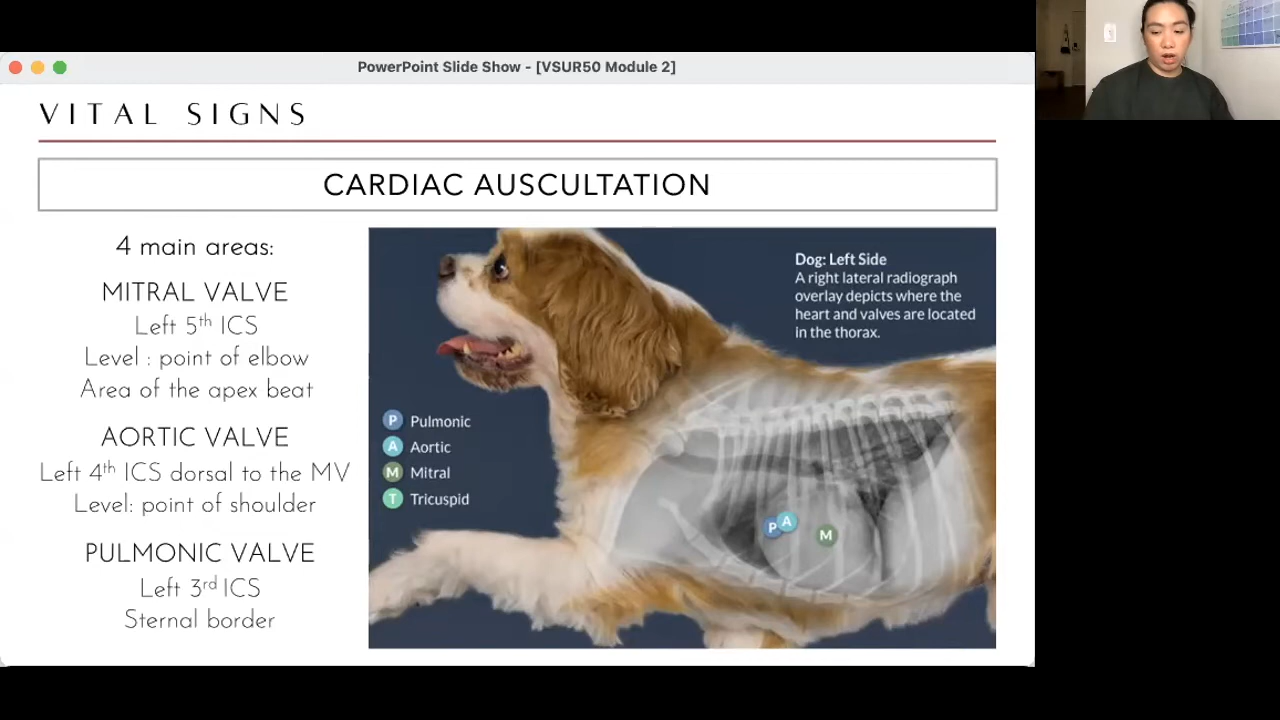 PowerPoint Slide Show - [VSUR50 Module 2]
VITAL SIGNS
CARDIAC AUSCULTATION
4 main areas:
MITRAL VALVE
Left 5th ICS
Level : point of elbow
Area of the apex beat
AORTIC VALVE
Left 4th ICS dorsal to the MV
Level: point of shoulder
PULMONIC VALVE
Left 3rd ICS
Sternal border
Dog: Left Side
A right lateral radiograph
overlay depicts where the
heart and valves are located
in the thorax.
P Pulmonic
A Aortic
M Mitral
T Tricuspid
P A
M